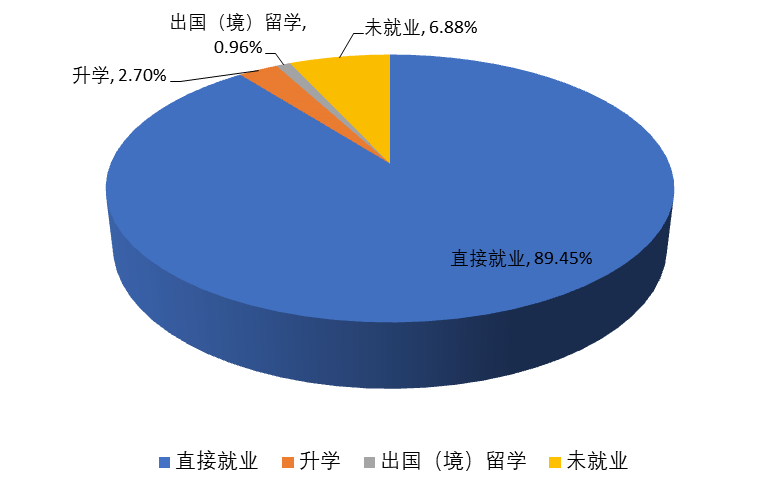 出国（境）留学,
0.96%
未就业, 6.88%
升学, 2.70%
直接就业, 89.45%
直接就业 升学 出国（境）留学 未就业